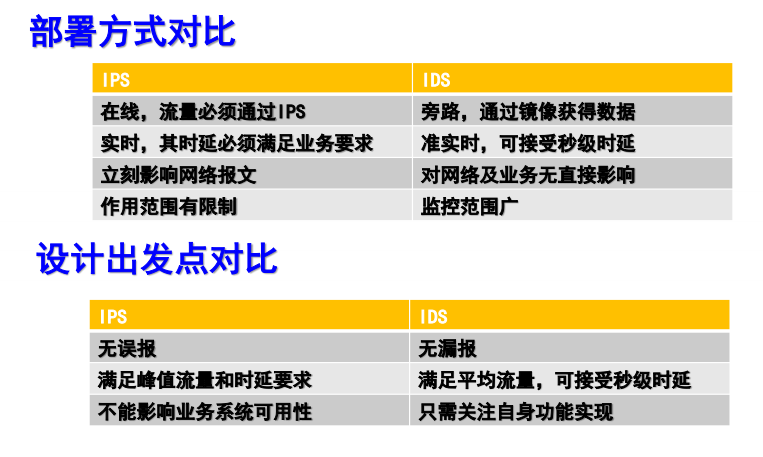 部署方式对比
IPS IDS
在线，流量必须通过IPS 旁路，通过镜像获得数据
实时，其时延必须满足业务要求 准实时，可接受秒级时延
立刻影响网络报文 对网络及业务无直接影响
作用范围有限制 监控范围广
设计出发点对比
IPS IDS
无误报 无漏报
满足峰值流量和时延要求 满足平均流量，可接受秒级时延
不能影响业务系统可用性 只需关注自身功能实现